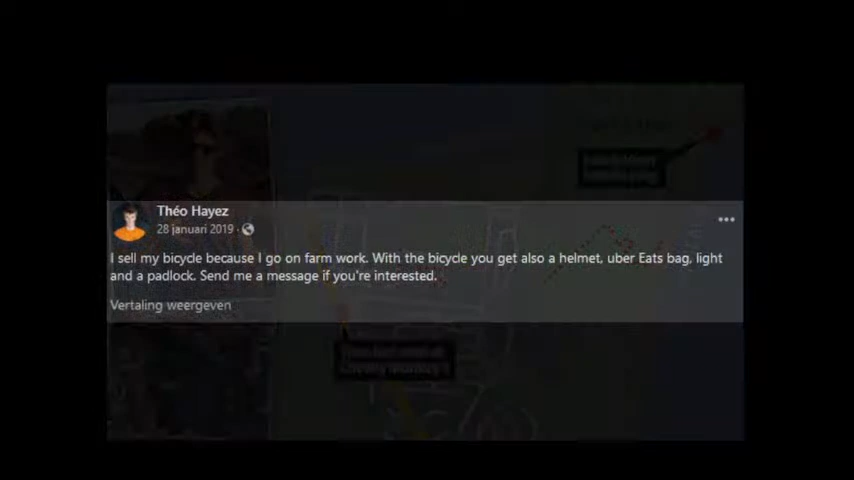 Théo Hayez
28 januari 2019 ·
I sell my bicycle because I go on farm work. With the bicycle you get also a helmet, uber Eats bag, light
and a padlock. Send me a message if you're interested.
Vertaling weergeven